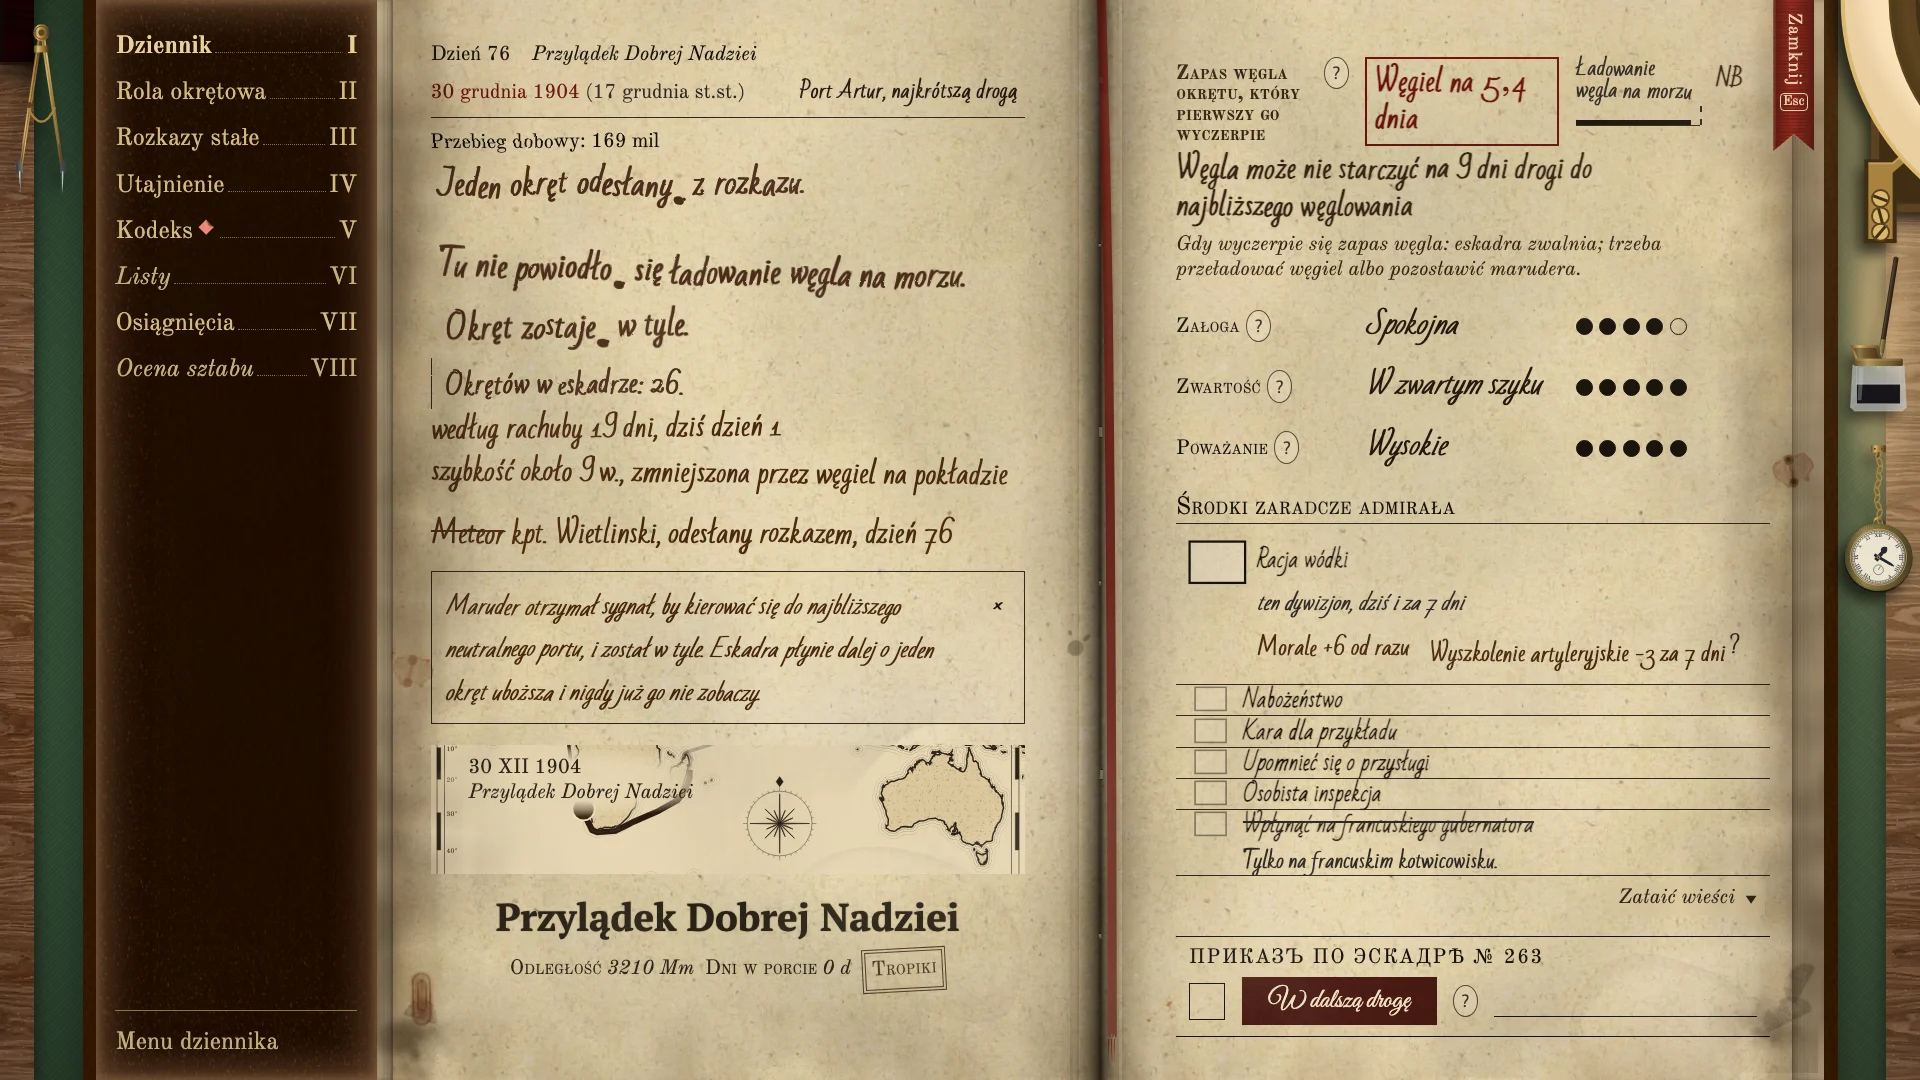 Dziennik I
Rola okrętowa II
Rozkazy stałe III
Utajnienie IV
Kodeks V
Listy VI
Osiągnięcia VII
Ocena sztabu VIII
Menu dziennika
Dzień 76 Przylądek Dobrej Nadziei
30 grudnia 1904 (17 grudnia st.st.) Port Artur, najkrótszą drogą
Przebieg dobowy: 169 mil
Jeden okręt odesłany z rozkazu.
Tu nie powiodło się ładowanie węgla na morzu.
Okręt zostaje w tyle.
Okrętów w eskadrze: 26.
według rachuby 19 dni, dziś dzień 1
szybkość około 9 w., zmniejszona przez węgiel na pokładzie
Meteor kpt. Wietlinski, odesłany rozkazem, dzień 76
Maruder otrzymał sygnał, by kierować się do najbliższego
neutralnego portu, i został w tyle. Eskadra płynie dalej o jeden
okręt uboższa i nigdy już go nie zobaczy.
30 XII 1904
Przylądek Dobrej Nadziei
10°
20°
30°
40°
Przylądek Dobrej Nadziei
Odległość 3210 Mm Dni w porcie 0 d Tropiki
Zapas węgla
okrętu, który
pierwszy go
wyczerpie
?
Węgiel na 5,4
dnia
Ładowanie
węgla na morzu
NB
Węgla może nie starczyć na 9 dni drogi do
najbliższego węglowania
Gdy wyczerpie się zapas węgla: eskadra zwalnia; trzeba
przeładować węgiel albo pozostawić marudera.
Załoga ? Spokojna
Zwartość ? W zwartym szyku
Poważanie ? Wysokie
Środki zaradcze admirała
Racja wódki
ten dywizjon, dziś i za 7 dni
Morale +6 od razu Wyszkolenie artyleryjskie -3 za 7 dni ?
Nabożeństwo
Kara dla przykładu
Upomnieć się o przysługi
Osobista inspekcja
Wpłynąć na francuskiego gubernatora
Tylko na francuskim kotwicowisku.
Zataić wieści ▾
ПРИКАЗЪ ПО ЭСКАДРѢ № 263
W dalszą drogę ?
Zamknij
Esc